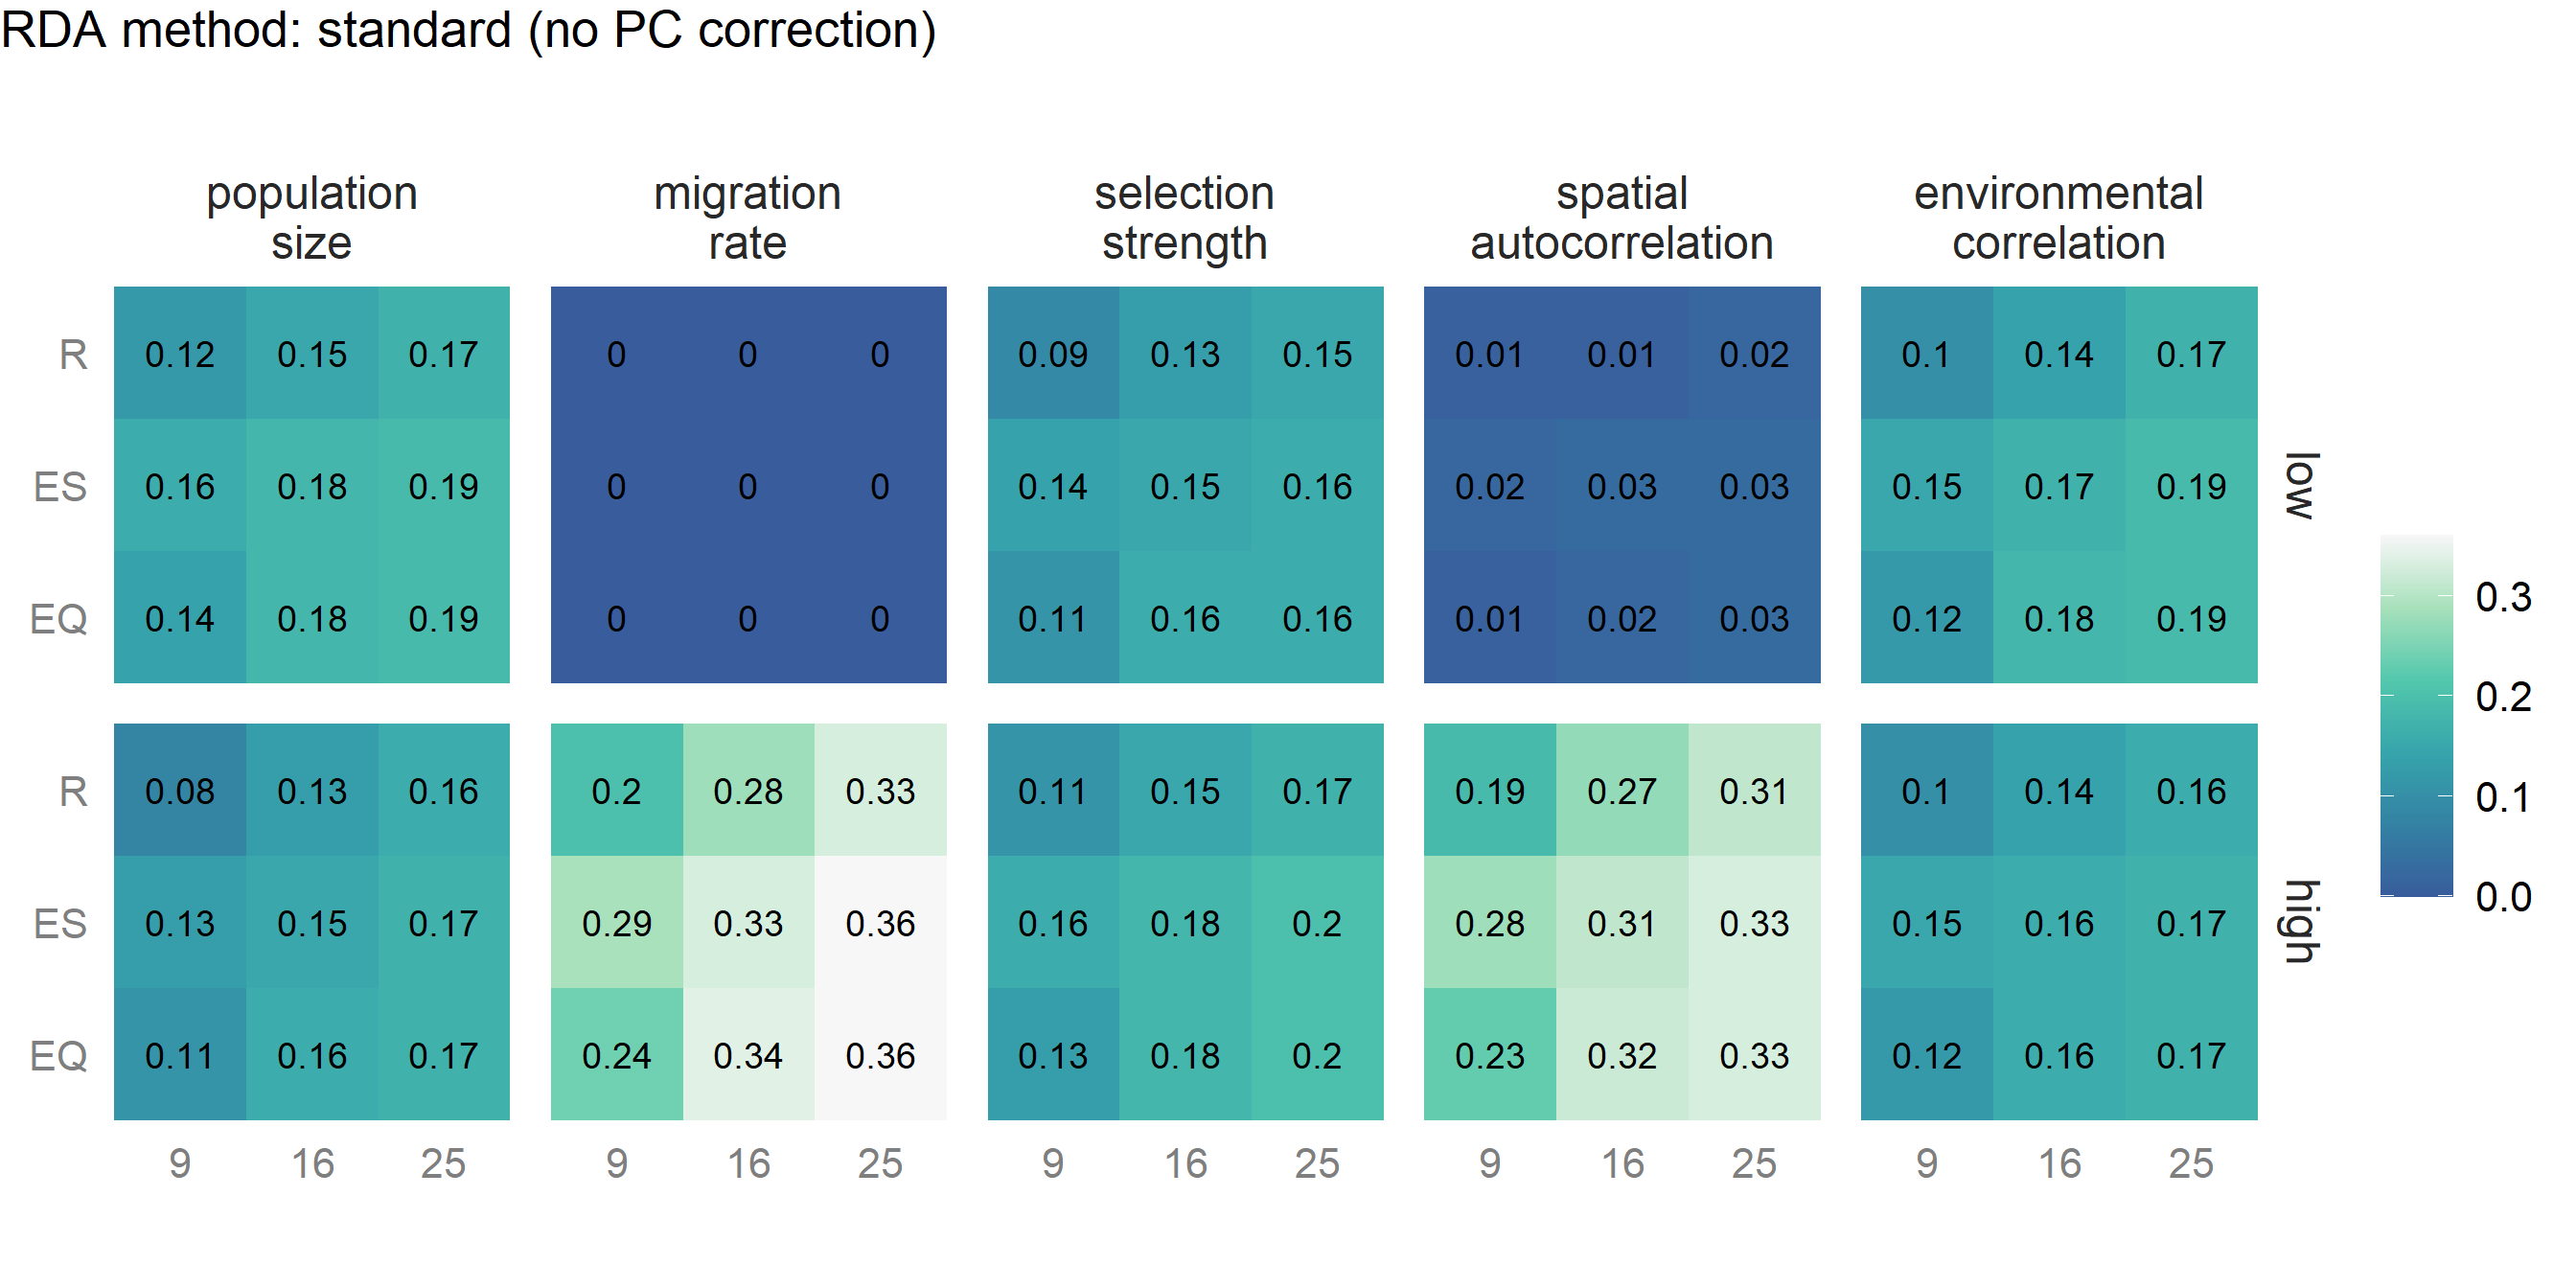 RDA method: standard (no PC correction)
population
size
migration
rate
selection
strength
spatial
autocorrelation
environmental
correlation
R 0.12 0.15 0.17 0 0 0 0.09 0.13 0.15 0.01 0.01 0.02 0.1 0.14 0.17
ES 0.16 0.18 0.19 0 0 0 0.14 0.15 0.16 0.02 0.03 0.03 0.15 0.17 0.19
EQ 0.14 0.18 0.19 0 0 0 0.11 0.16 0.16 0.01 0.02 0.03 0.12 0.18 0.19
low
R 0.08 0.13 0.16 0.2 0.28 0.33 0.11 0.15 0.17 0.19 0.27 0.31 0.1 0.14 0.16
ES 0.13 0.15 0.17 0.29 0.33 0.36 0.16 0.18 0.2 0.28 0.31 0.33 0.15 0.16 0.17
EQ 0.11 0.16 0.17 0.24 0.34 0.36 0.13 0.18 0.2 0.23 0.32 0.33 0.12 0.16 0.17
high
9 16 25 9 16 25 9 16 25 9 16 25 9 16 25
0.3
0.2
0.1
0.0